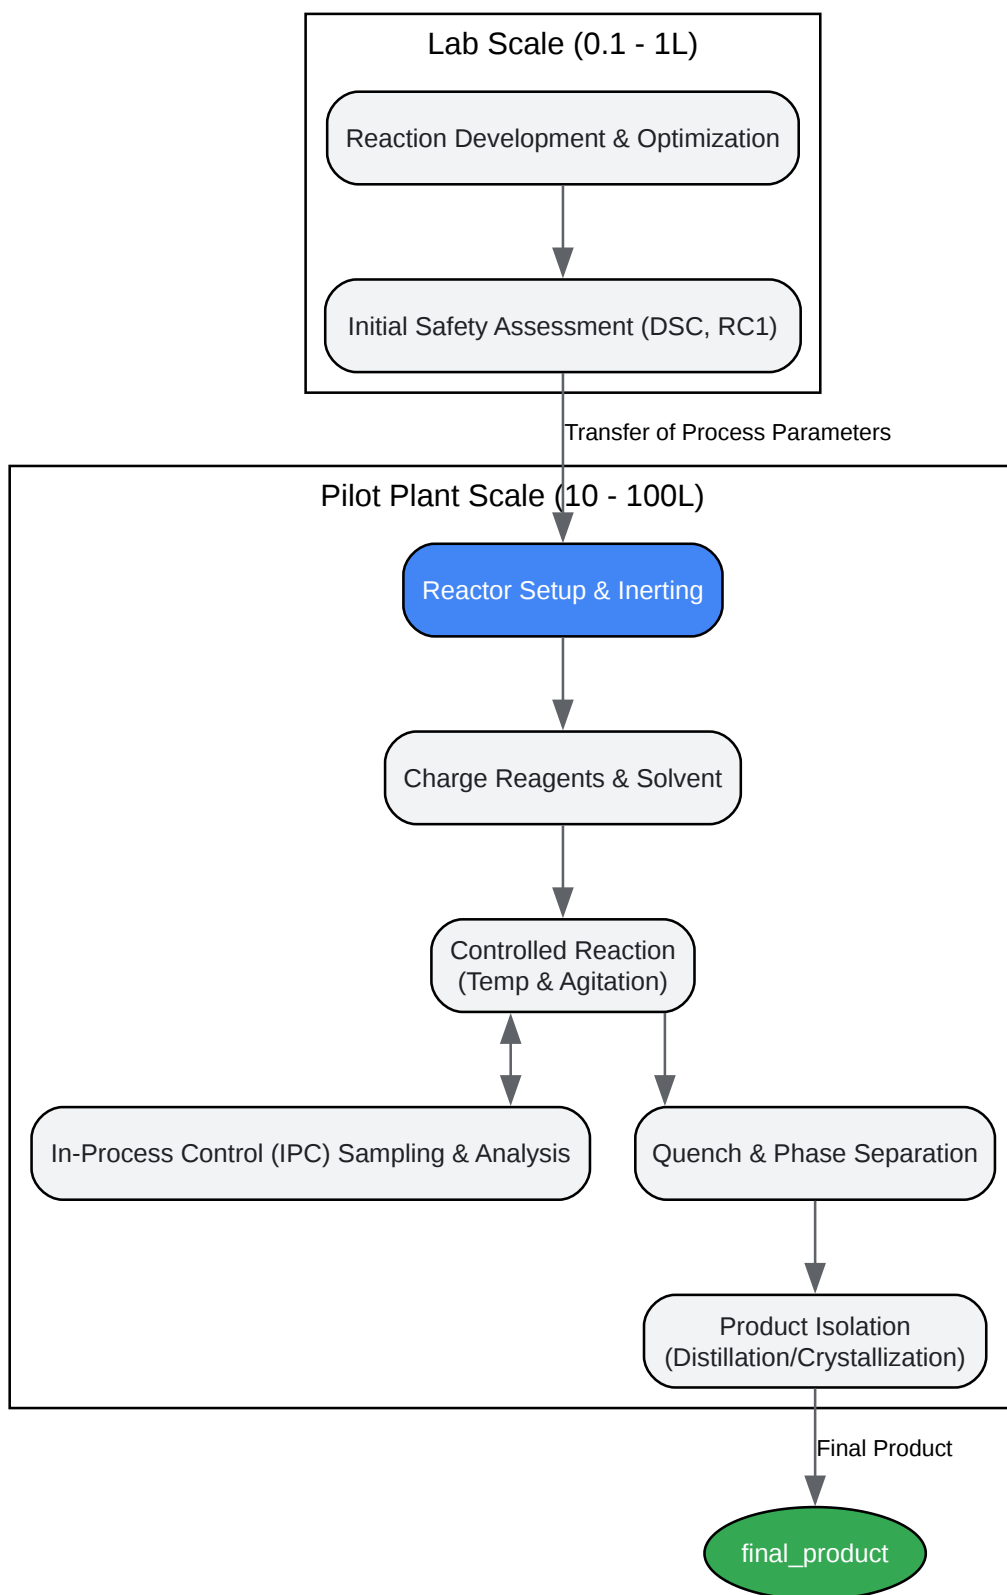 Lab Scale (0.1 - 1L)
Reaction Development & Optimization
Initial Safety Assessment (DSC, RC1)
Transfer of Process Parameters
Pilot Plant Scale (10 - 100L)
Reactor Setup & Inerting
Charge Reagents & Solvent
Controlled Reaction
(Temp & Agitation)
In-Process Control (IPC) Sampling & Analysis
Quench & Phase Separation
Product Isolation
(Distillation/Crystallization)
Final Product
final_product